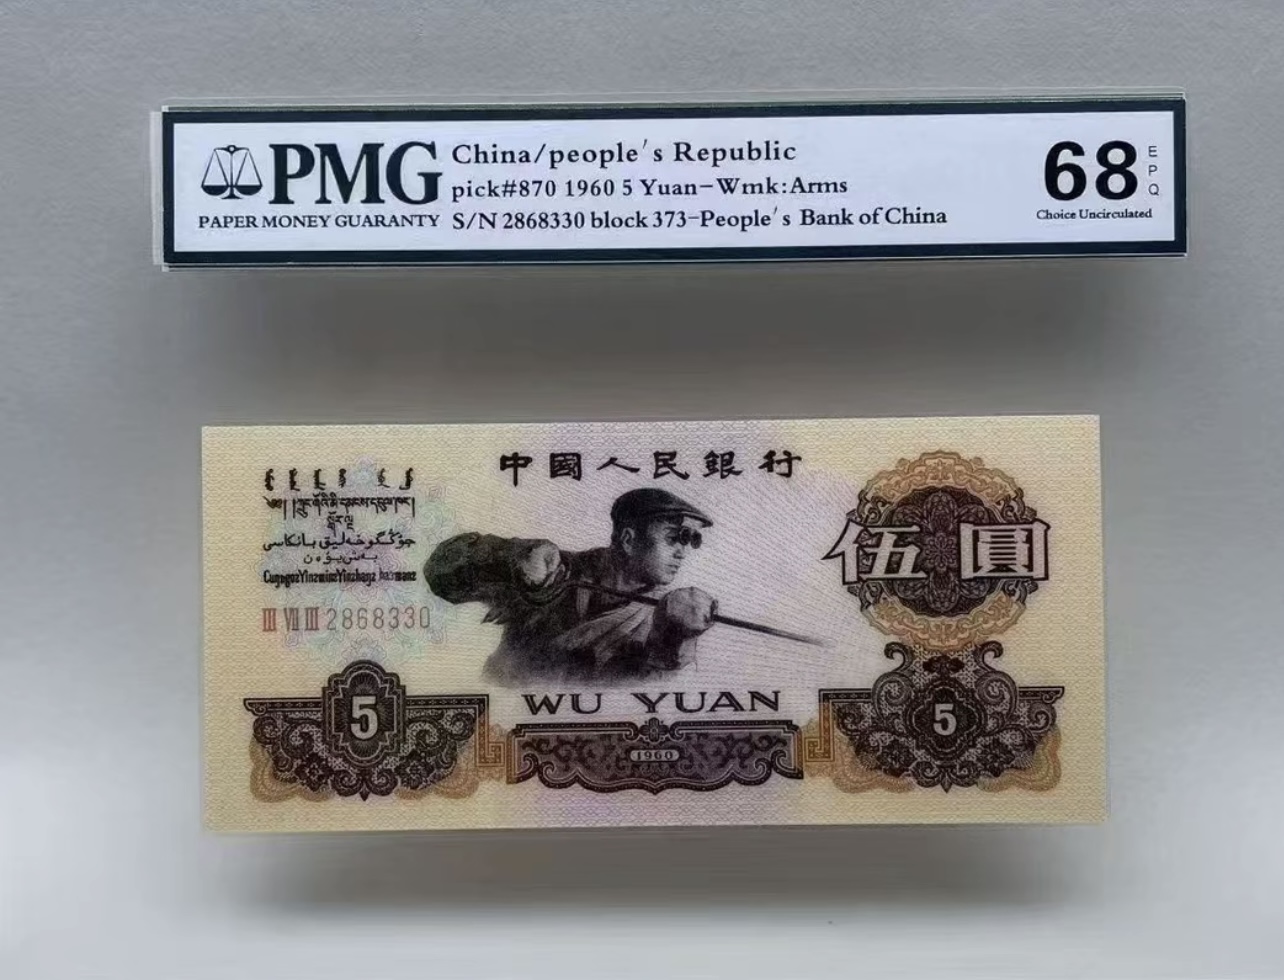 PMG
PAPER MONEY GUARANTY
China/people's Republic
pick#870 1960 5 Yuan-Wmk:Arms
S/N 2868330 block 373-People's Bank of China
68
EPQ
Choice Uncirculated
中國人民銀行
伍圓
III VII III 2868330
5
WU YUAN
1960
5